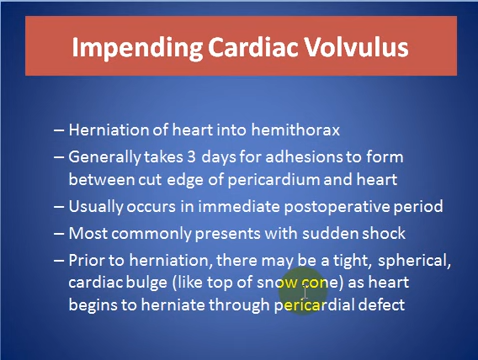 Impending Cardiac Volvulus
– Herniation of heart into hemithorax
– Generally takes 3 days for adhesions to form
between cut edge of pericardium and heart
– Usually occurs in immediate postoperative period
– Most commonly presents with sudden shock
– Prior to herniation, there may be a tight, spherical,
cardiac bulge (like top of snow cone) as heart
begins to herniate through pericardial defect